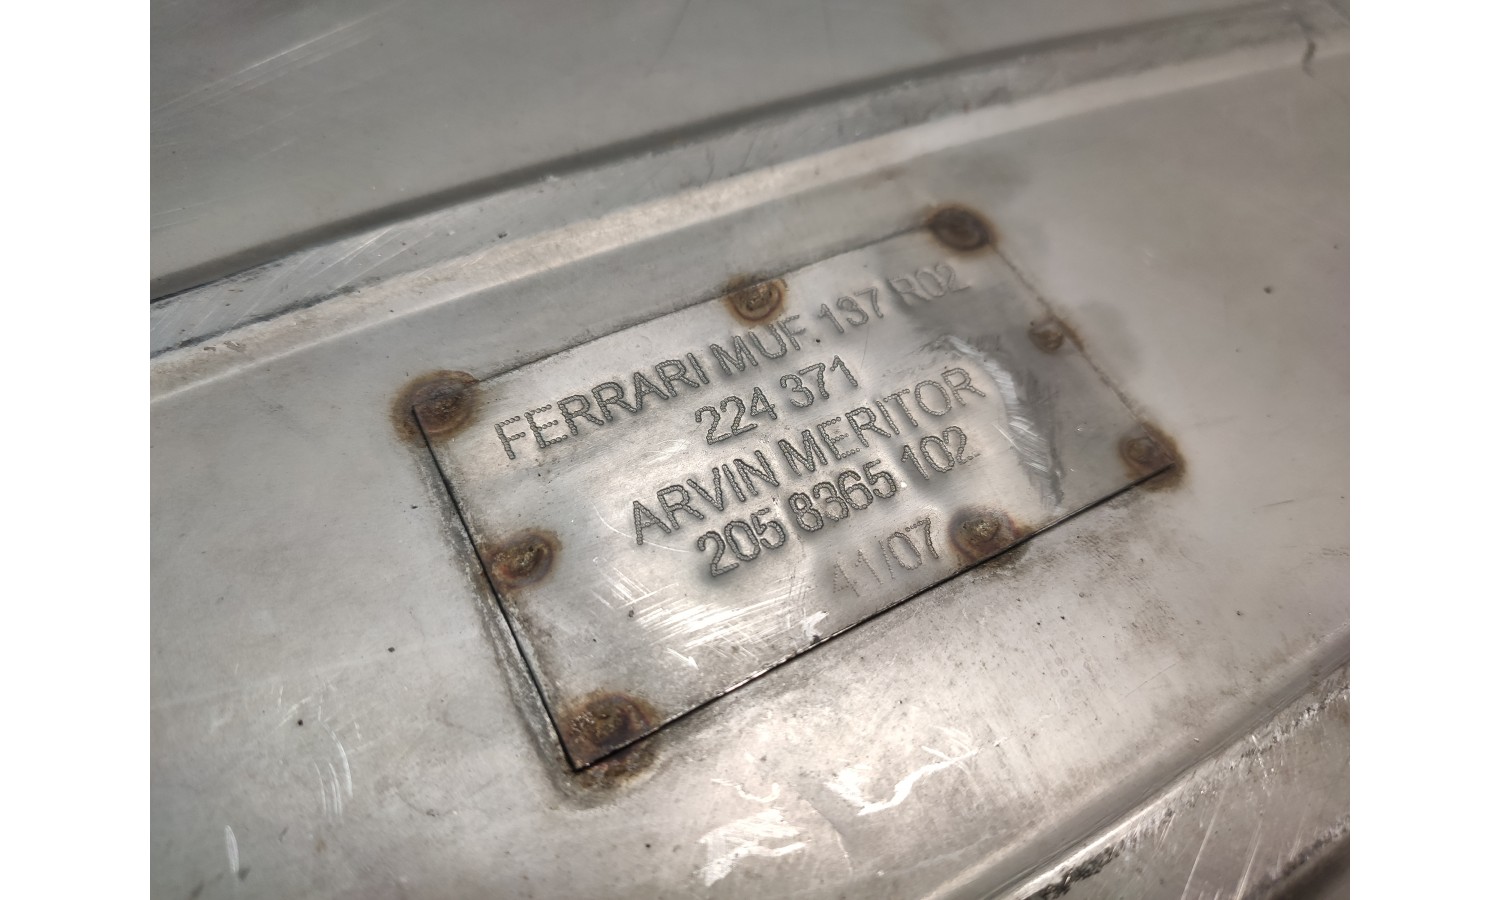 FERRARI MUF. 137 R02
224 371
ARVIN MERITOR
205 8365 102
41/07